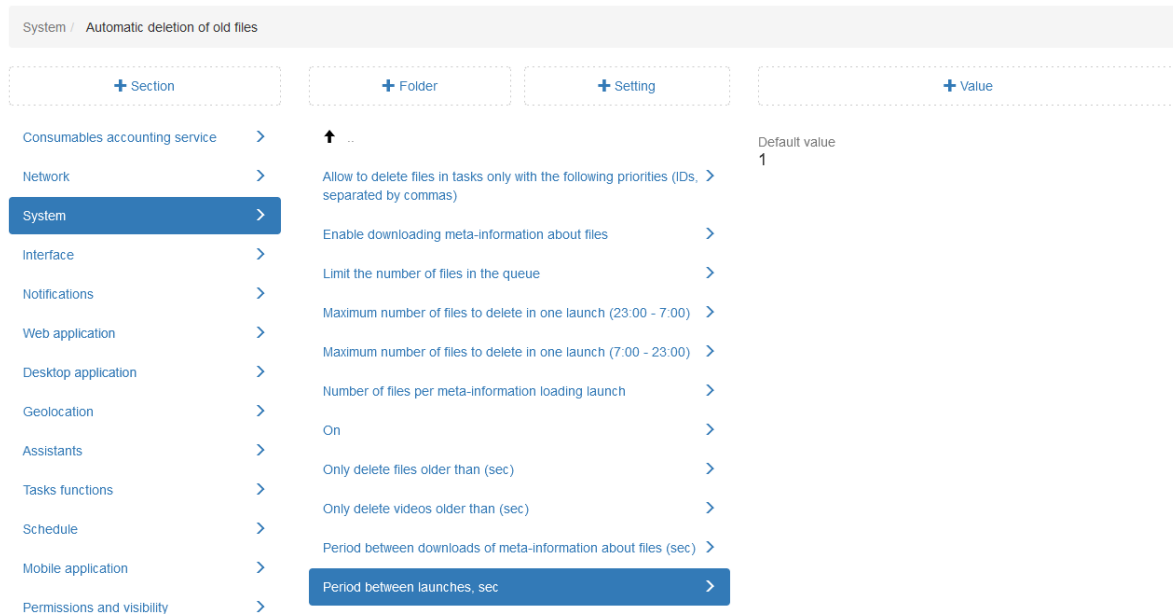 System / Automatic deletion of old files
+ Section
+ Folder
+ Setting
+ Value
Consumables accounting service
Network
System
Interface
Notifications
Web application
Desktop application
Geolocation
Assistants
Tasks functions
Schedule
Mobile application
Permissions and visibility
..
Allow to delete files in tasks only with the following priorities (IDs,
separated by commas)
Enable downloading meta-information about files
Limit the number of files in the queue
Maximum number of files to delete in one launch (23:00 - 7:00)
Maximum number of files to delete in one launch (7:00 - 23:00)
Number of files per meta-information loading launch
On
Only delete files older than (sec)
Only delete videos older than (sec)
Period between downloads of meta-information about files (sec)
Period between launches, sec
Default value
1